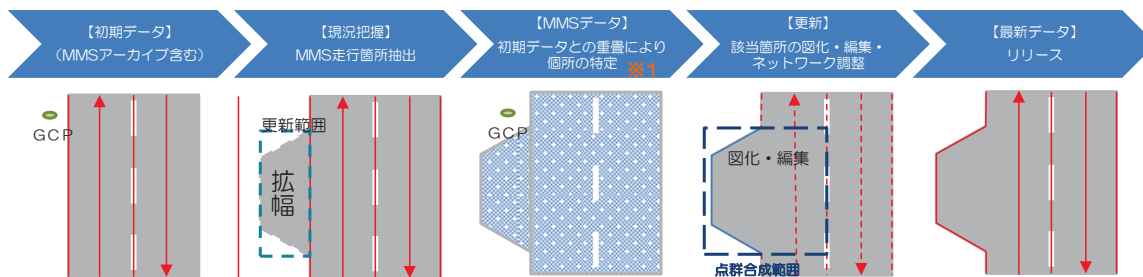 【初期データ】
（MMSアーカイブ含む）
【現況把握】
MMS走行箇所抽出
【MMSデータ】
初期データとの重畳により
個所の特定
※1
【更新】
該当箇所の図化・編集・
ネットワーク調整
【最新データ】
リリース
GCP
更新範囲
拡幅
GCP
図化・編集
点群合成範囲